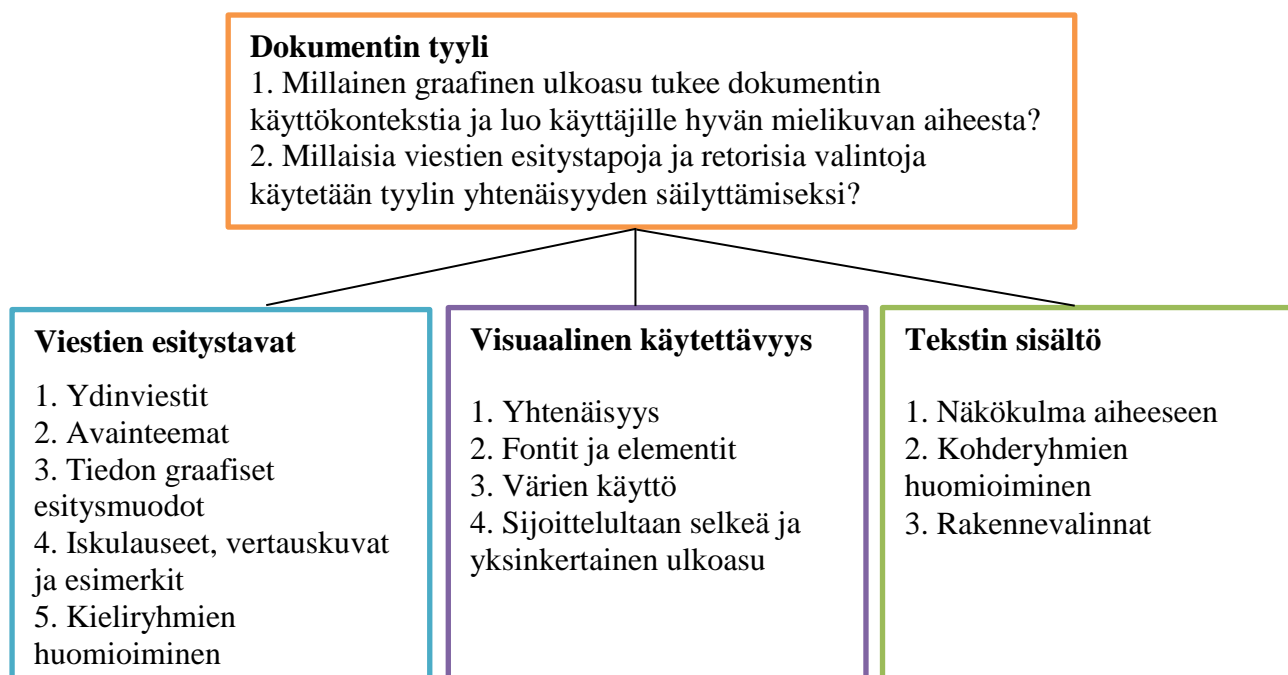 Dokumentin tyyli
1. Millainen graafinen ulkoasu tukee dokumentin
käyttökontekstia ja luo käyttäjille hyvän mielikuvan aiheesta?
2. Millaisia viestien esitystapoja ja retorisia valintoja
käytetään tyylin yhtenäisyyden säilyttämiseksi?
Viestien esitystavat
1. Ydinviestit
2. Avainteemat
3. Tiedon graafiset
esitysmuodot
4. Iskulauseet, vertauskuvat
ja esimerkit
5. Kieliryhmien
huomioiminen
Visuaalinen käytettävyys
1. Yhtenäisyys
2. Fontit ja elementit
3. Värien käyttö
4. Sijoittelultaan selkeä ja
yksinkertainen ulkoasu
Tekstin sisältö
1. Näkökulma aiheeseen
2. Kohderyhmien
huomioiminen
3. Rakennevalinnat